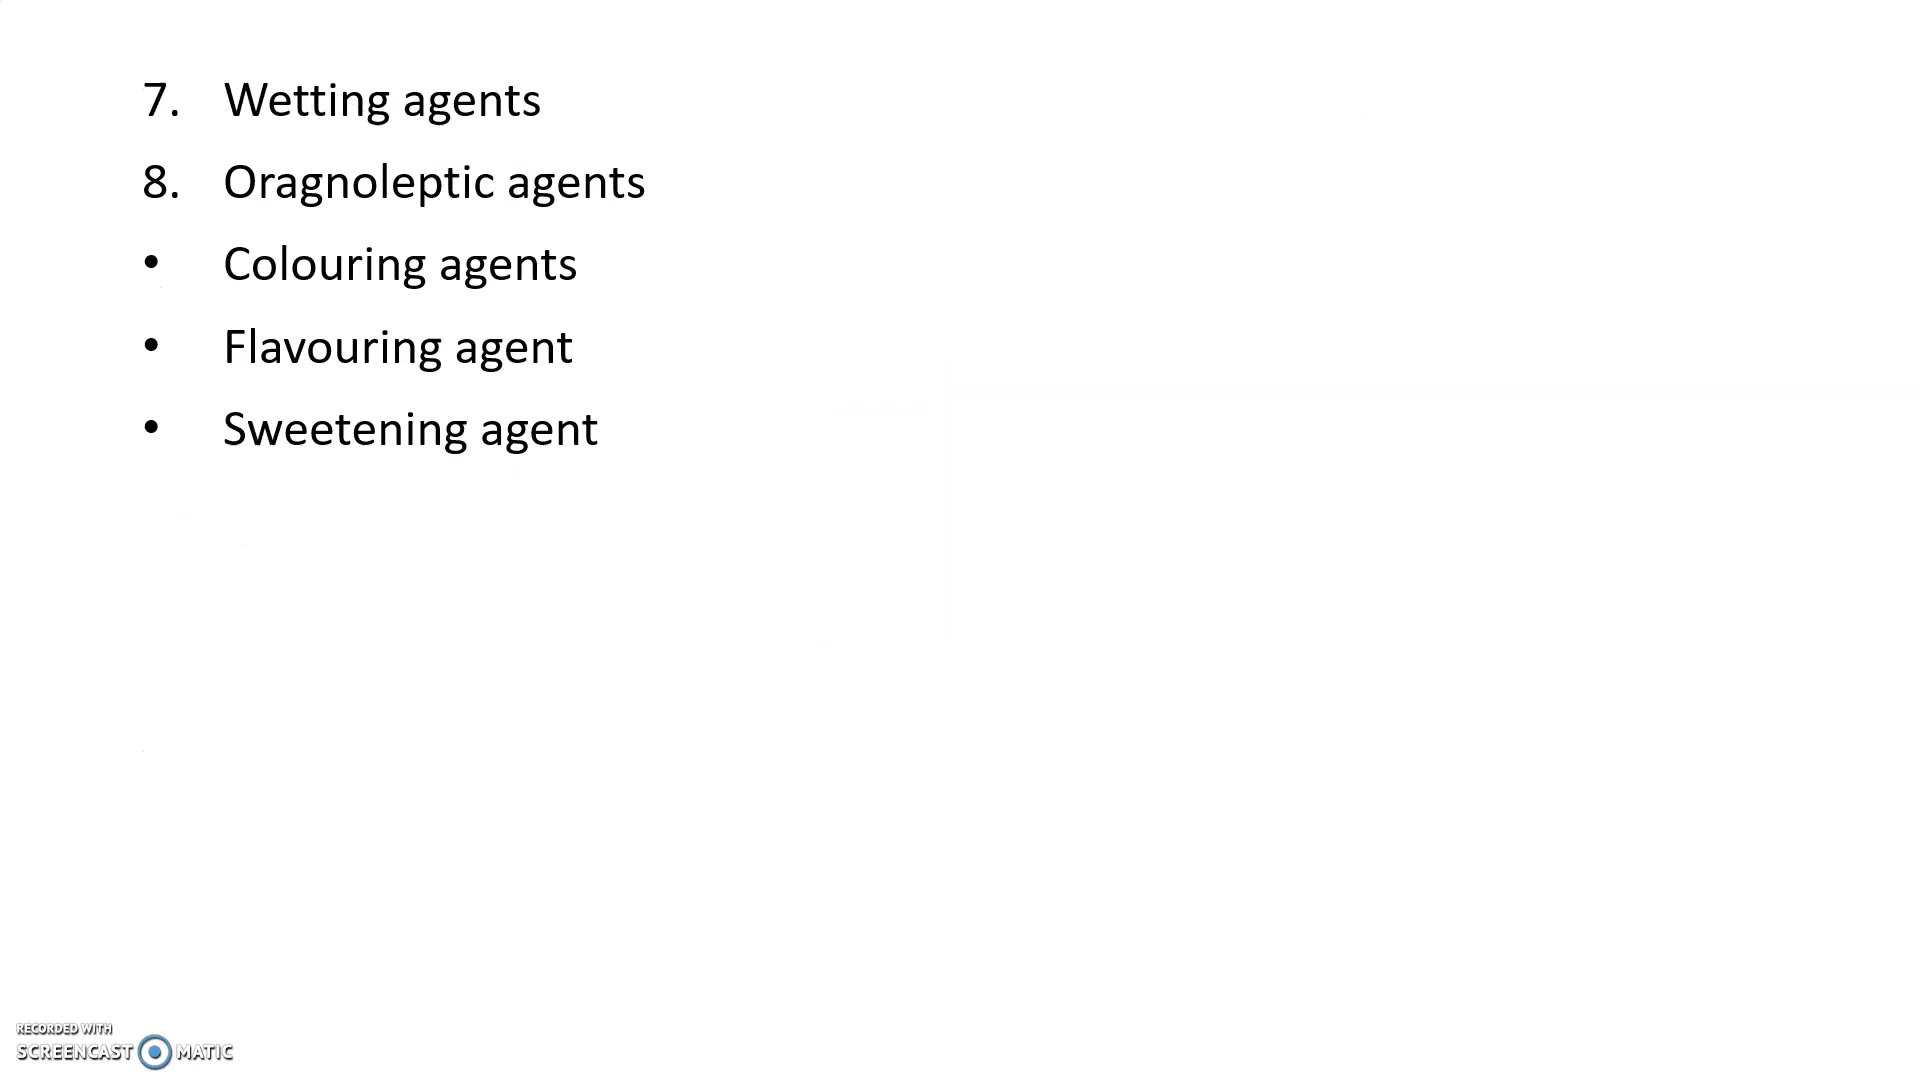 7. Wetting agents
8. Oragnoleptic agents
• Colouring agents
• Flavouring agent
• Sweetening agent
RECORDED WITH
SCREENCAST MATIC